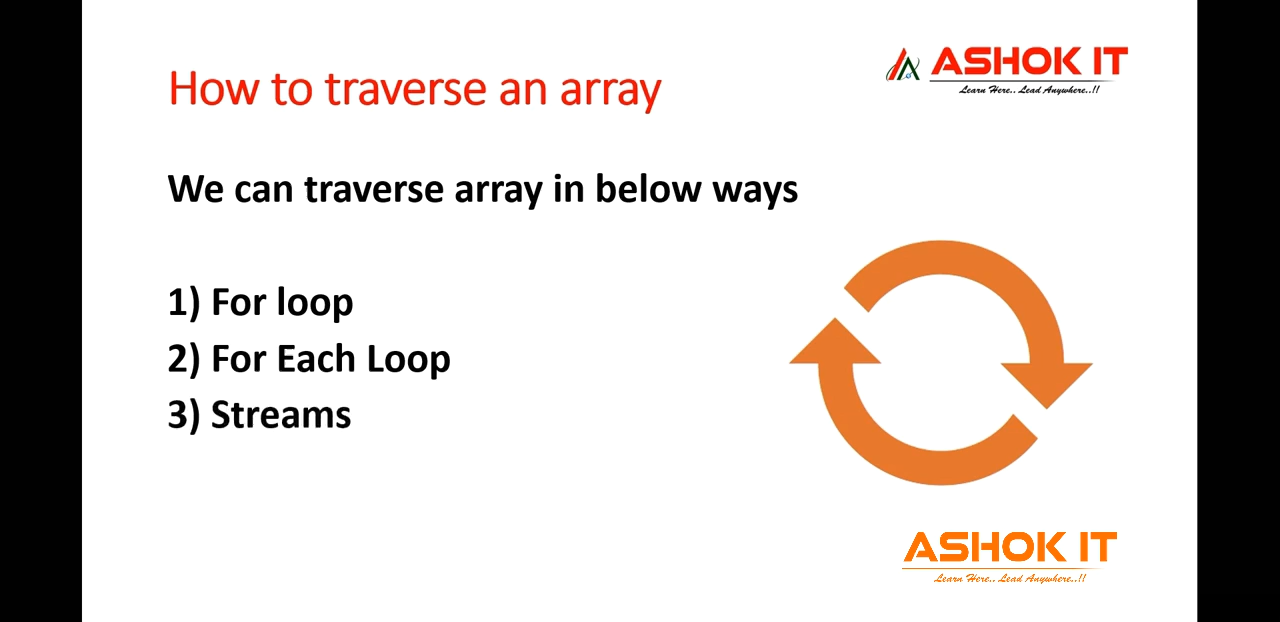 How to traverse an array
ASHOK IT
Learn Here.. Lead Anywhere..!!
We can traverse array in below ways
1) For loop
2) For Each Loop
3) Streams
ASHOK IT
Learn Here.. Lead Anywhere..!!